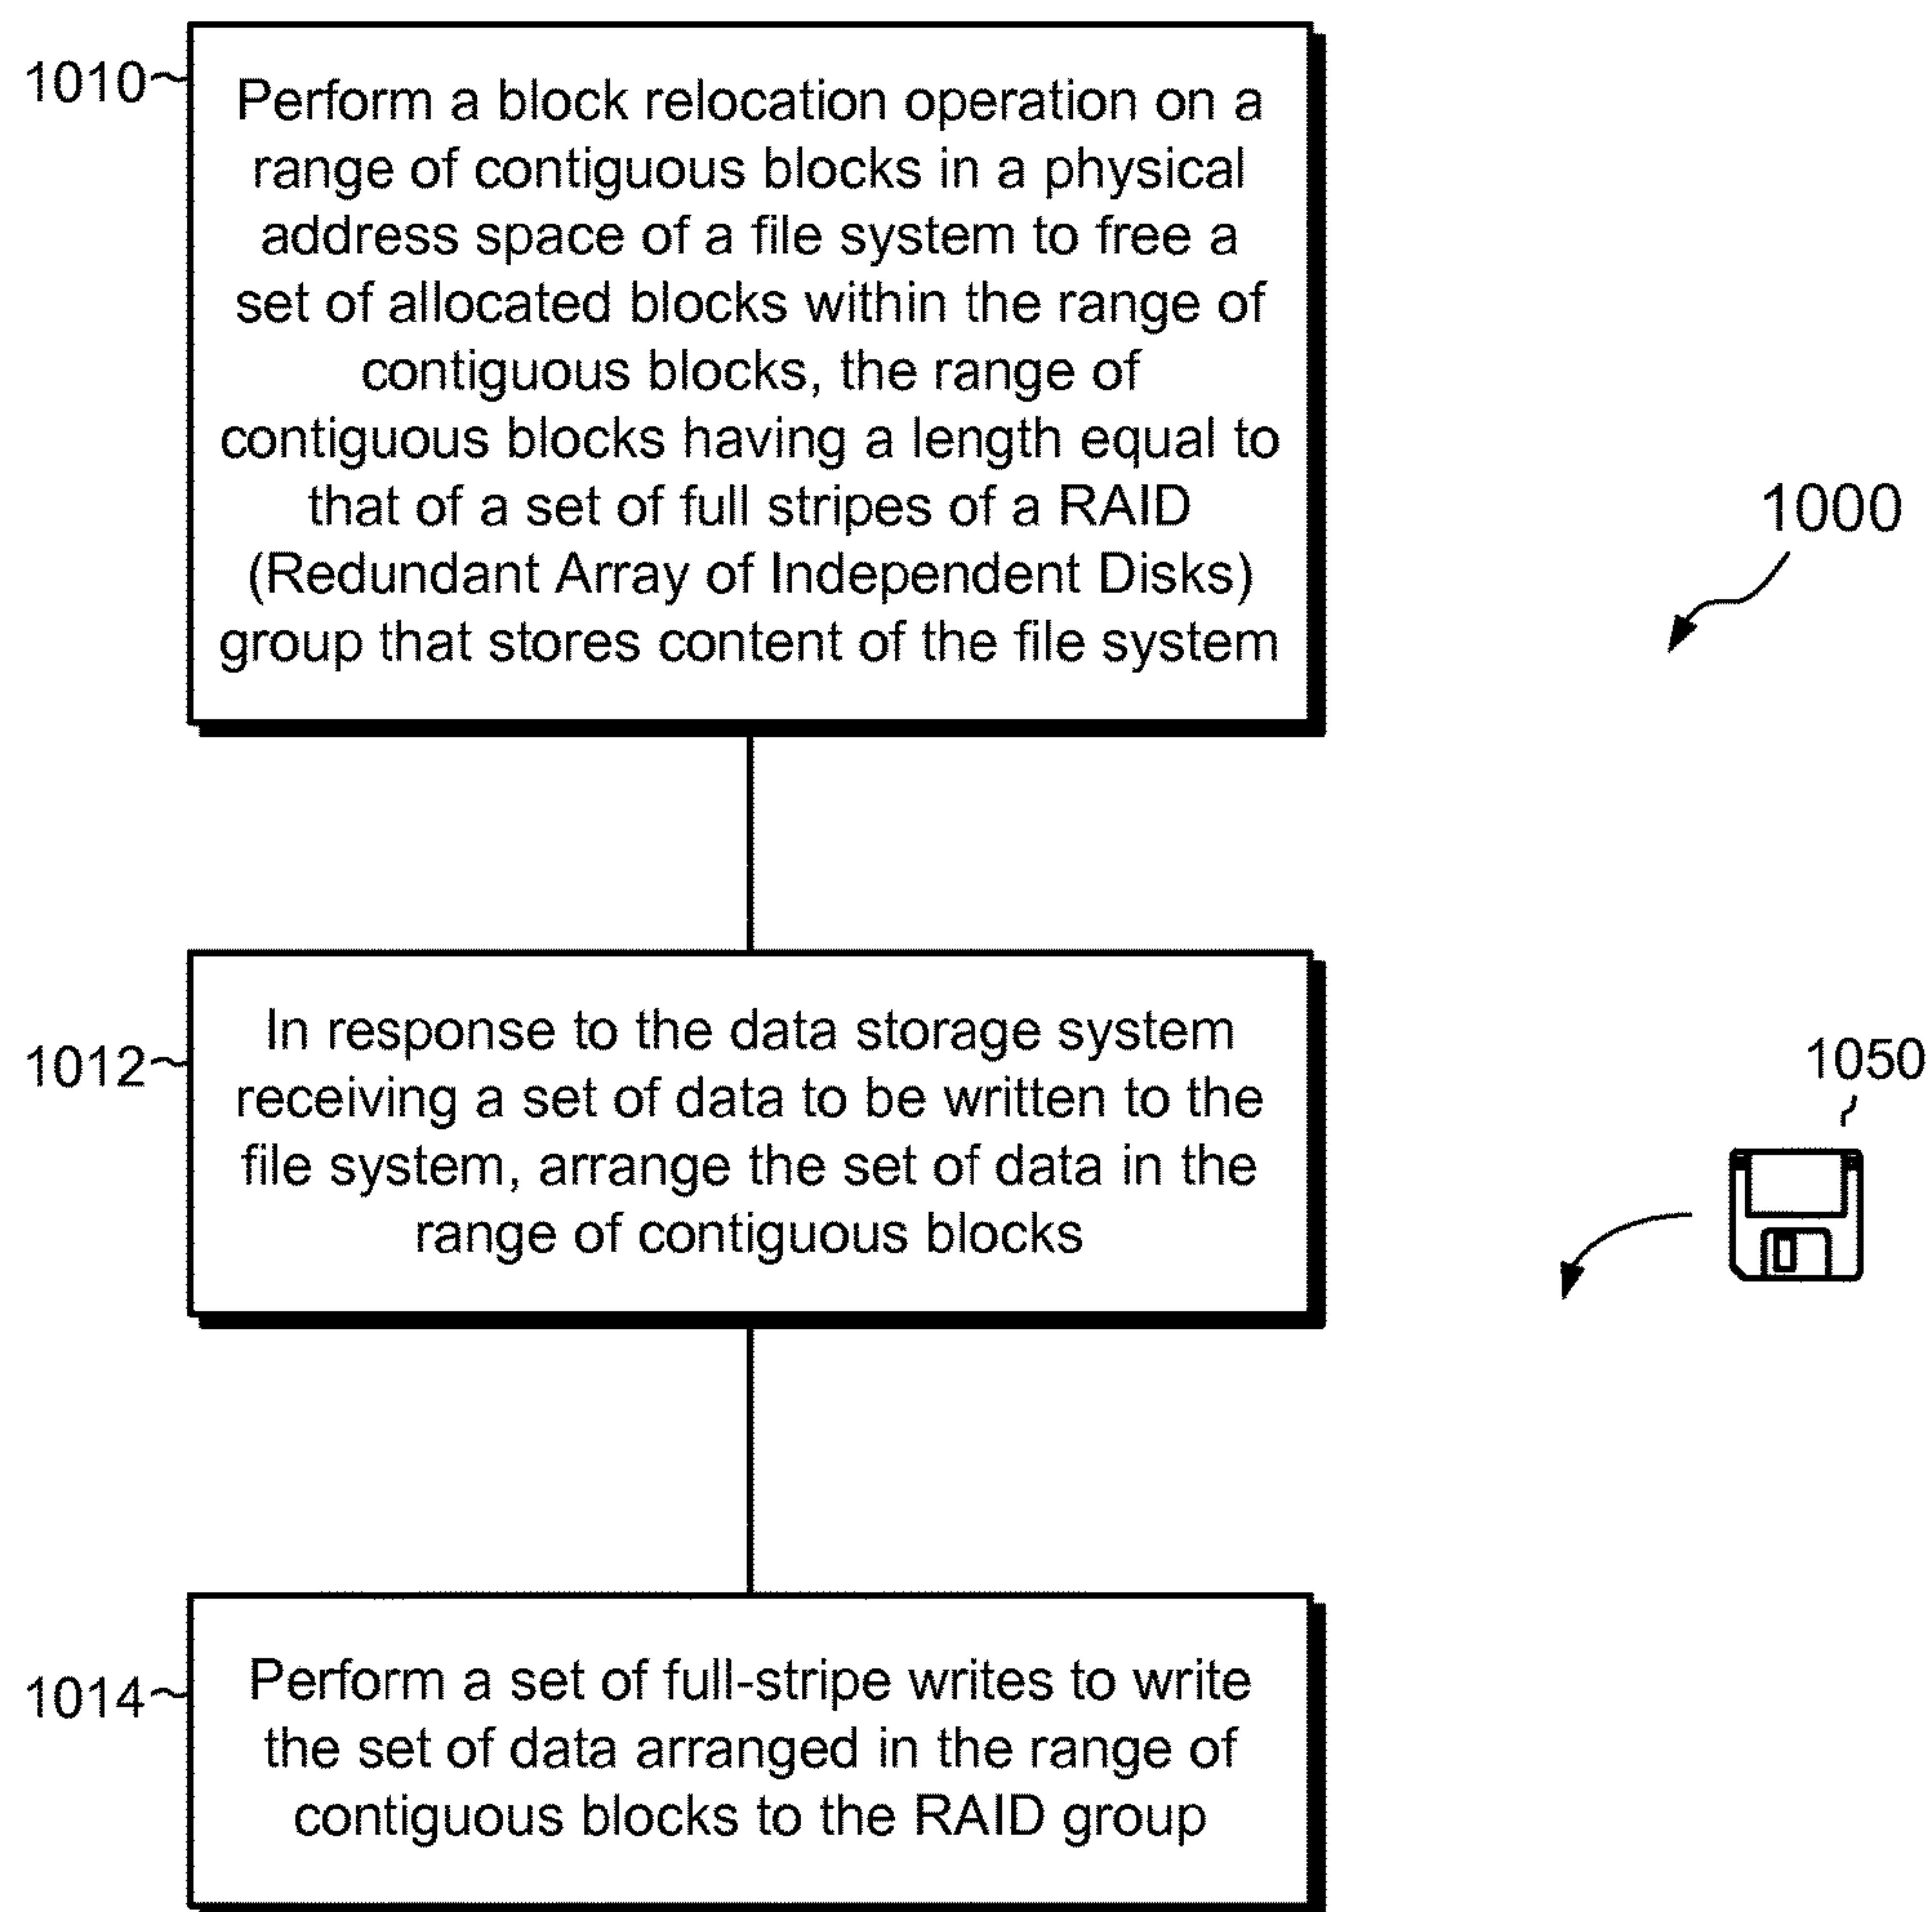 1010
Perform a block relocation operation on a
range of contiguous blocks in a physical
address space of a file system to free a
set of allocated blocks within the range of
contiguous blocks, the range of
contiguous blocks having a length equal to
that of a set of full stripes of a RAID
(Redundant Array of Independent Disks)
group that stores content of the file system
1000
1012
In response to the data storage system
receiving a set of data to be written to the
file system, arrange the set of data in the
range of contiguous blocks
1050
1014
Perform a set of full-stripe writes to write
the set of data arranged in the range of
contiguous blocks to the RAID group